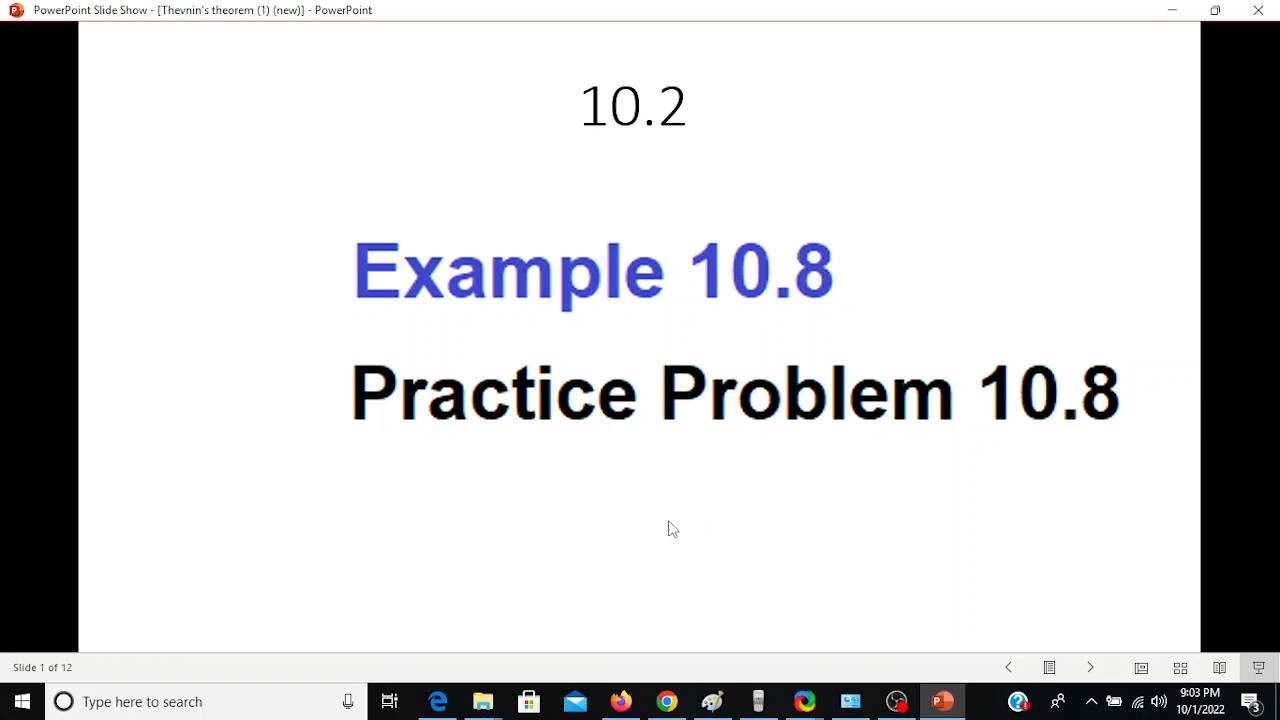 PowerPoint Slide Show - [Thevnin's theorem (1) (new)] - PowerPoint
10.2
Example 10.8
Practice Problem 10.8
Slide 1 of 12
Type here to search
9:03 PM
10/1/2022
3